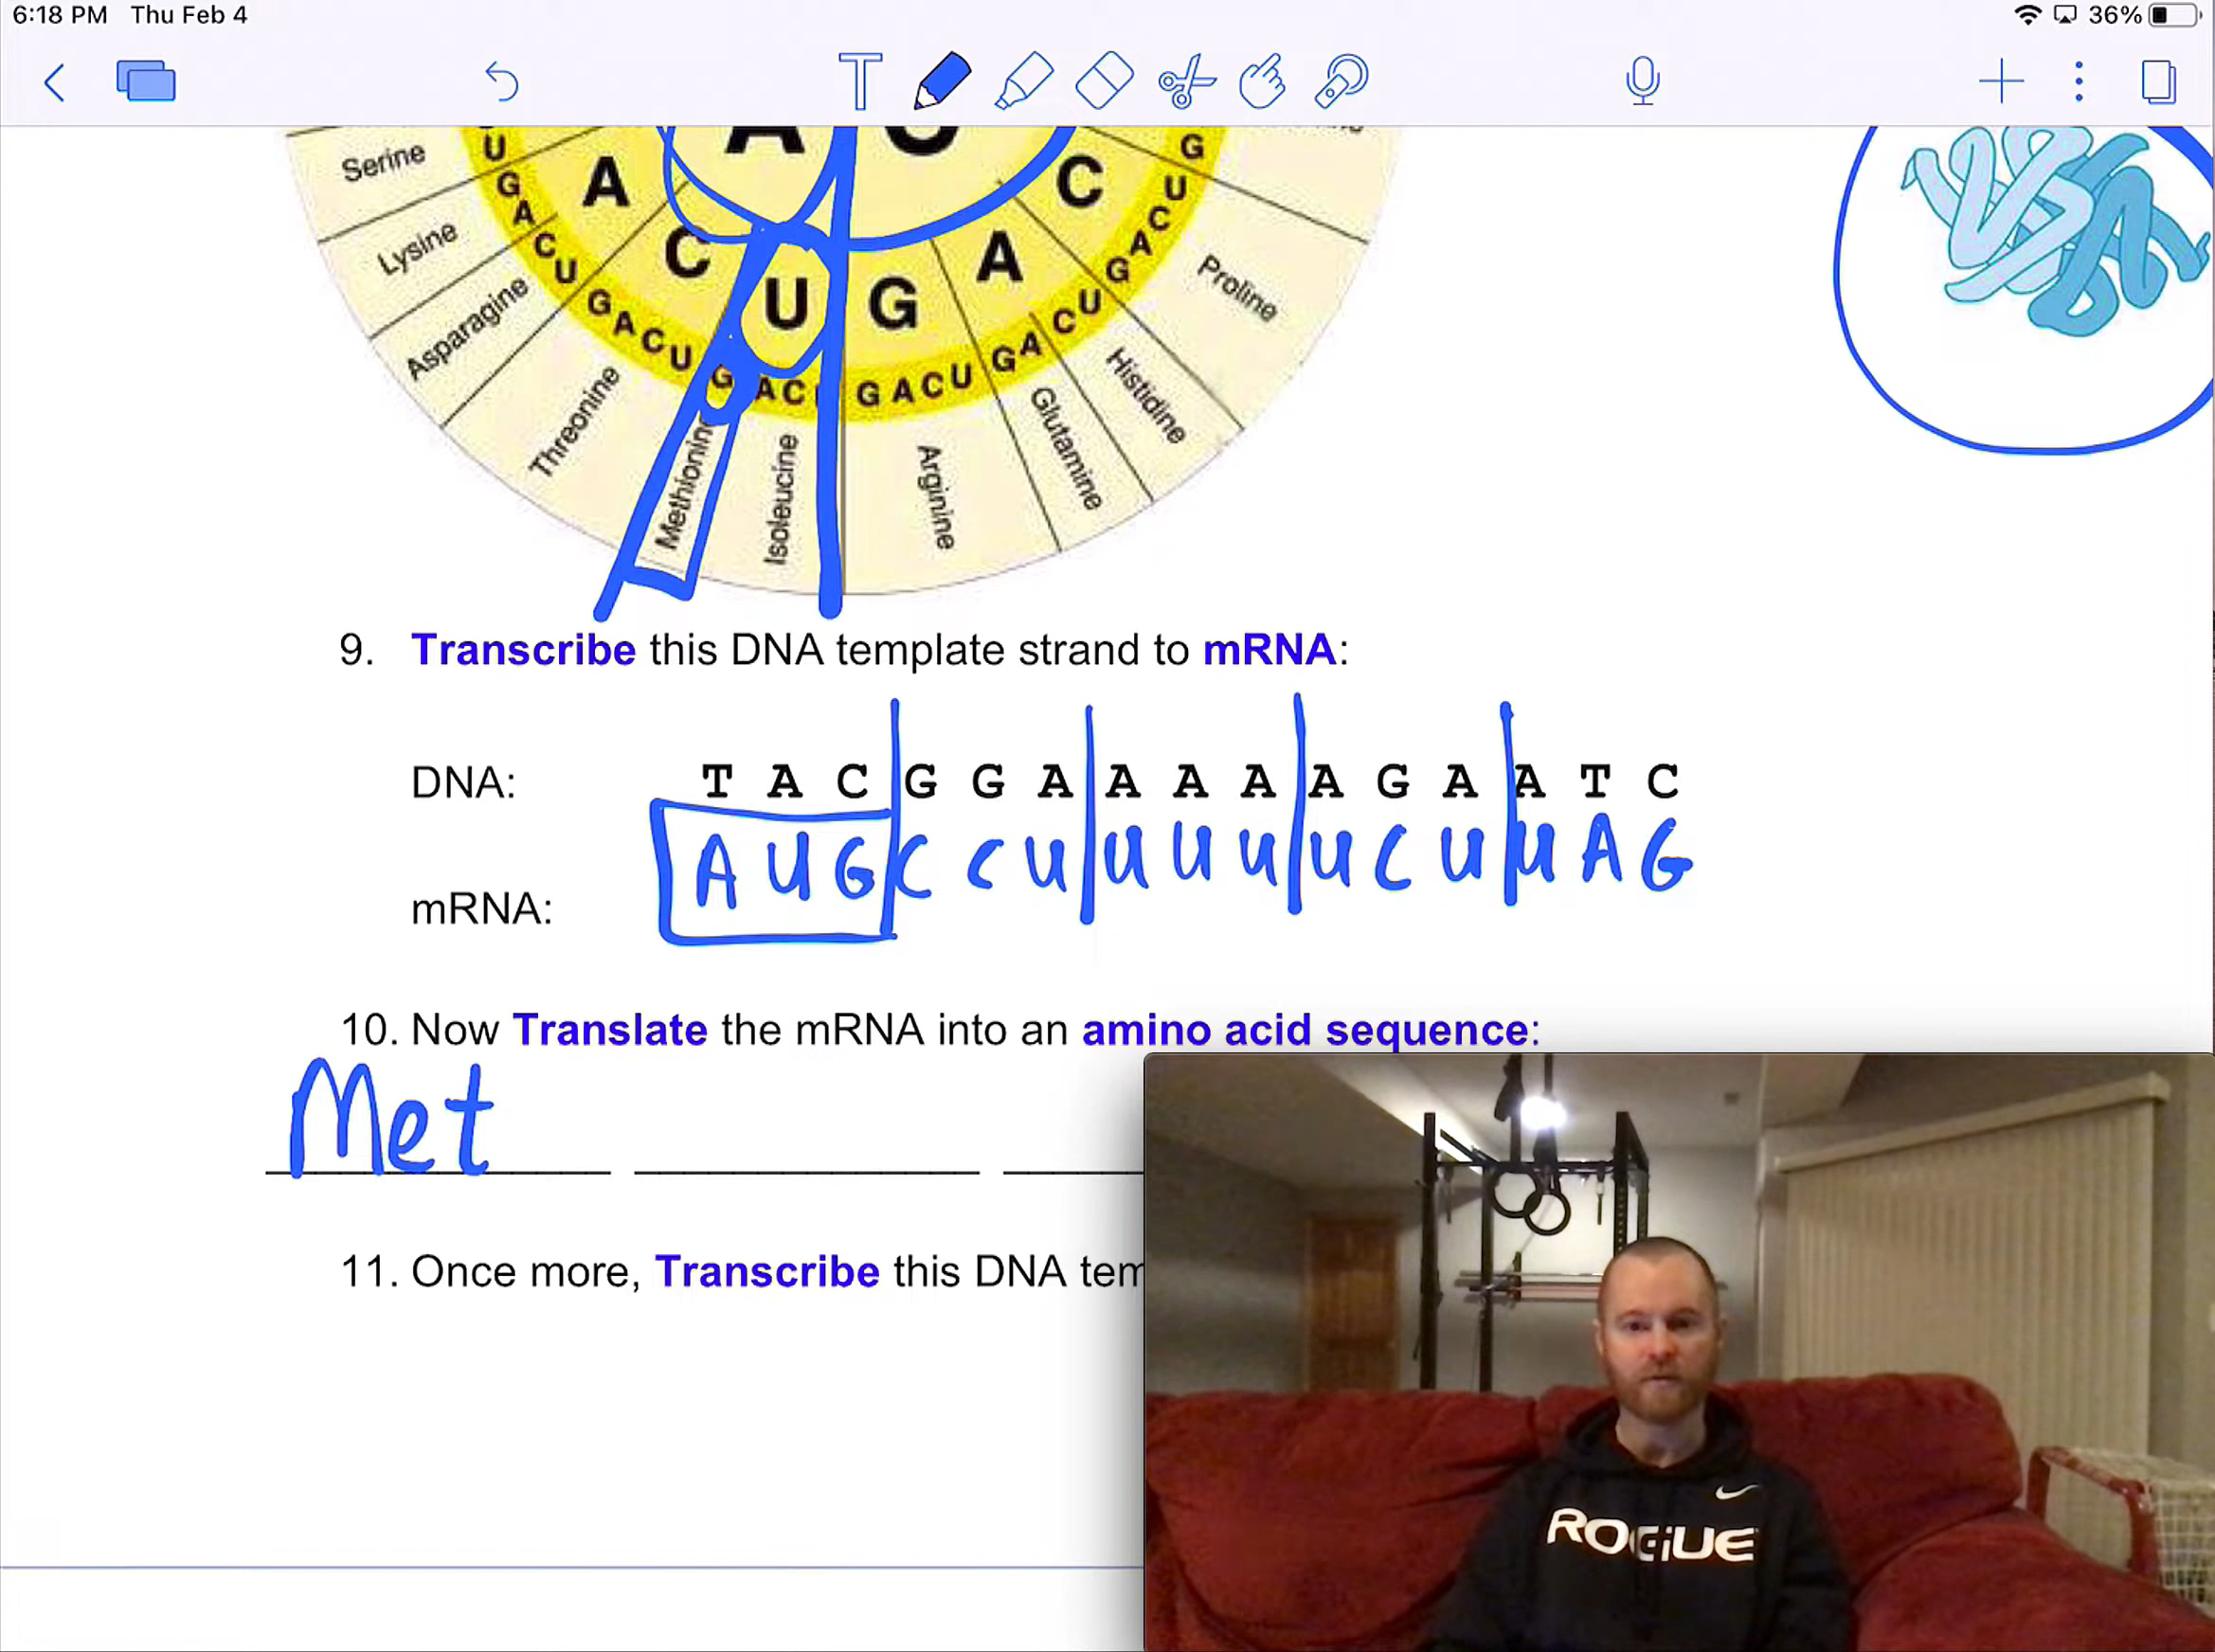 6:18 PM Thu Feb 4 36%
T
A
U
G
A
C
U
G
A
C
U
G
A
C
G
A
C
U
G
A
C
U
G
A
C
U
G
A
C
U
G
A
C
U
G
A
C
Serine
Lysine
Asparagine
Threonine
Methionine
Isoleucine
Arginine
Glutamine
Histidine
Proline
9. Transcribe this DNA template strand to mRNA:
DNA: T A C G G A A A A A G A A T C
mRNA: A U G C C U U U U U C U U A G
10. Now Translate the mRNA into an amino acid sequence:
Met
11. Once more, Transcribe this DNA tem
ROGUE